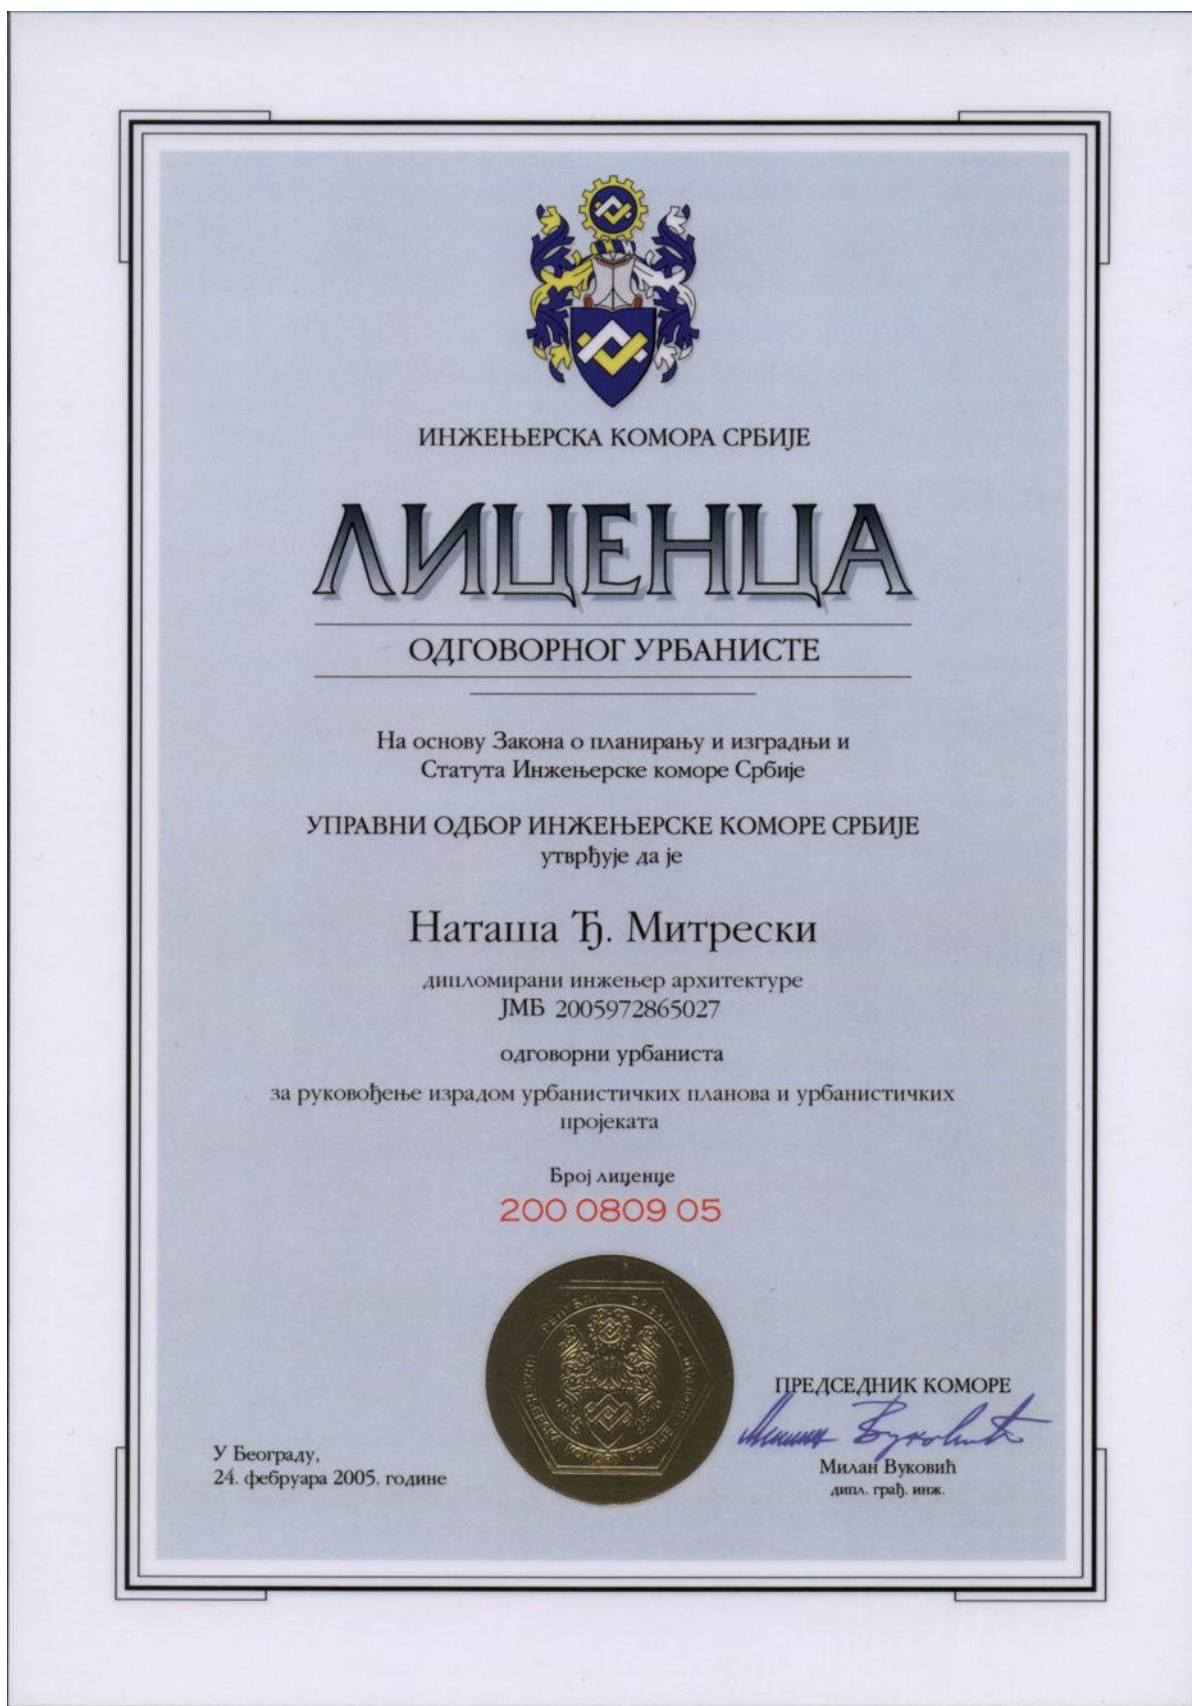 ИНЖЕЊЕРСКА КОМОРА СРБИЈЕ
ЛИЦЕНЦА
ОДГОВОРНОГ УРБАНИСТЕ
На основу Закона о планирању и изградњи и
Статута Инжењерске коморе Србије
УПРАВНИ ОДБОР ИНЖЕЊЕРСКЕ КОМОРЕ СРБИЈЕ
утврђује да је
Наташа Ђ. Митрески
дипломирани инжењер архитектуре
ЈМБ 2005972865027
одговорни урбаниста
за руковођење израдом урбанистичких планова и урбанистичких
пројеката
Број лиценце
200 0809 05
ПРЕДСЕДНИК КОМОРЕ
Милан Вуковић
дипл. грађ. инж.
У Београду,
24. фебруара 2005. године